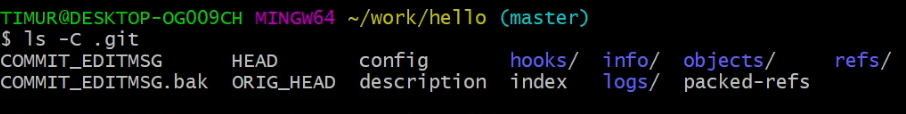 TIMUR@DESKTOP-OG009CH MINGW64 ~/work/hello (master)
$ ls -C .git
COMMIT_EDITMSG HEAD config hooks/ info/ objects/ refs/
COMMIT_EDITMSG.bak ORIG_HEAD description index logs/ packed-refs